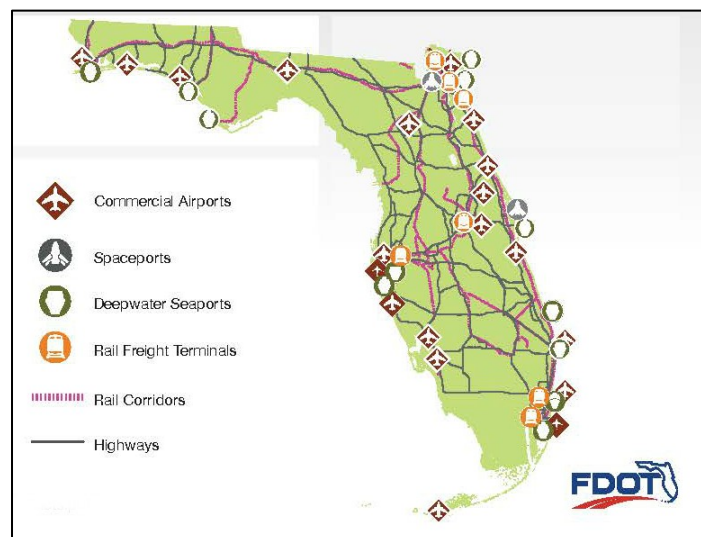 Commercial Airports
Spaceports
Deepwater Seaports
Rail Freight Terminals
Rail Corridors
Highways
FDOT